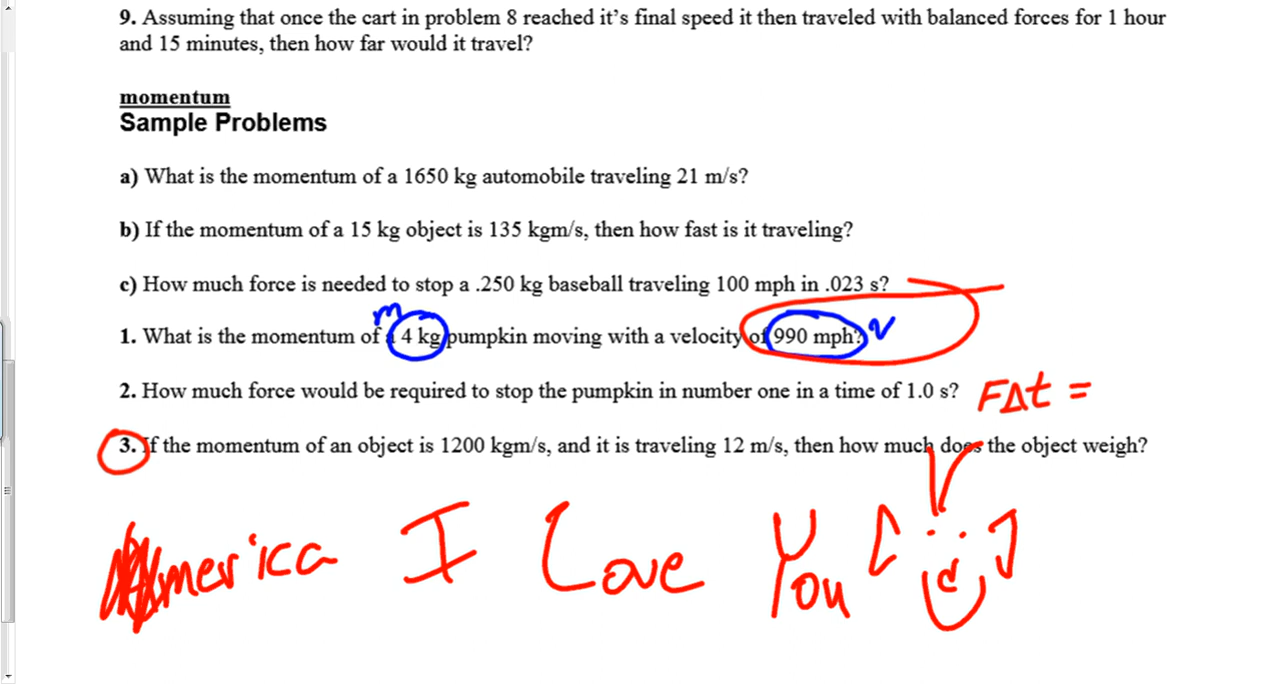 9. Assuming that once the cart in problem 8 reached it's final speed it then traveled with balanced forces for 1 hour
and 15 minutes, then how far would it travel?
momentum
Sample Problems
a) What is the momentum of a 1650 kg automobile traveling 21 m/s?
b) If the momentum of a 15 kg object is 135 kgm/s, then how fast is it traveling?
c) How much force is needed to stop a .250 kg baseball traveling 100 mph in .023 s?
m
1. What is the momentum of a 4 kg pumpkin moving with a velocity of 990 mph? v
2. How much force would be required to stop the pumpkin in number one in a time of 1.0 s? FΔt =
3. If the momentum of an object is 1200 kgm/s, and it is traveling 12 m/s, then how much does the object weigh?
America I Love You